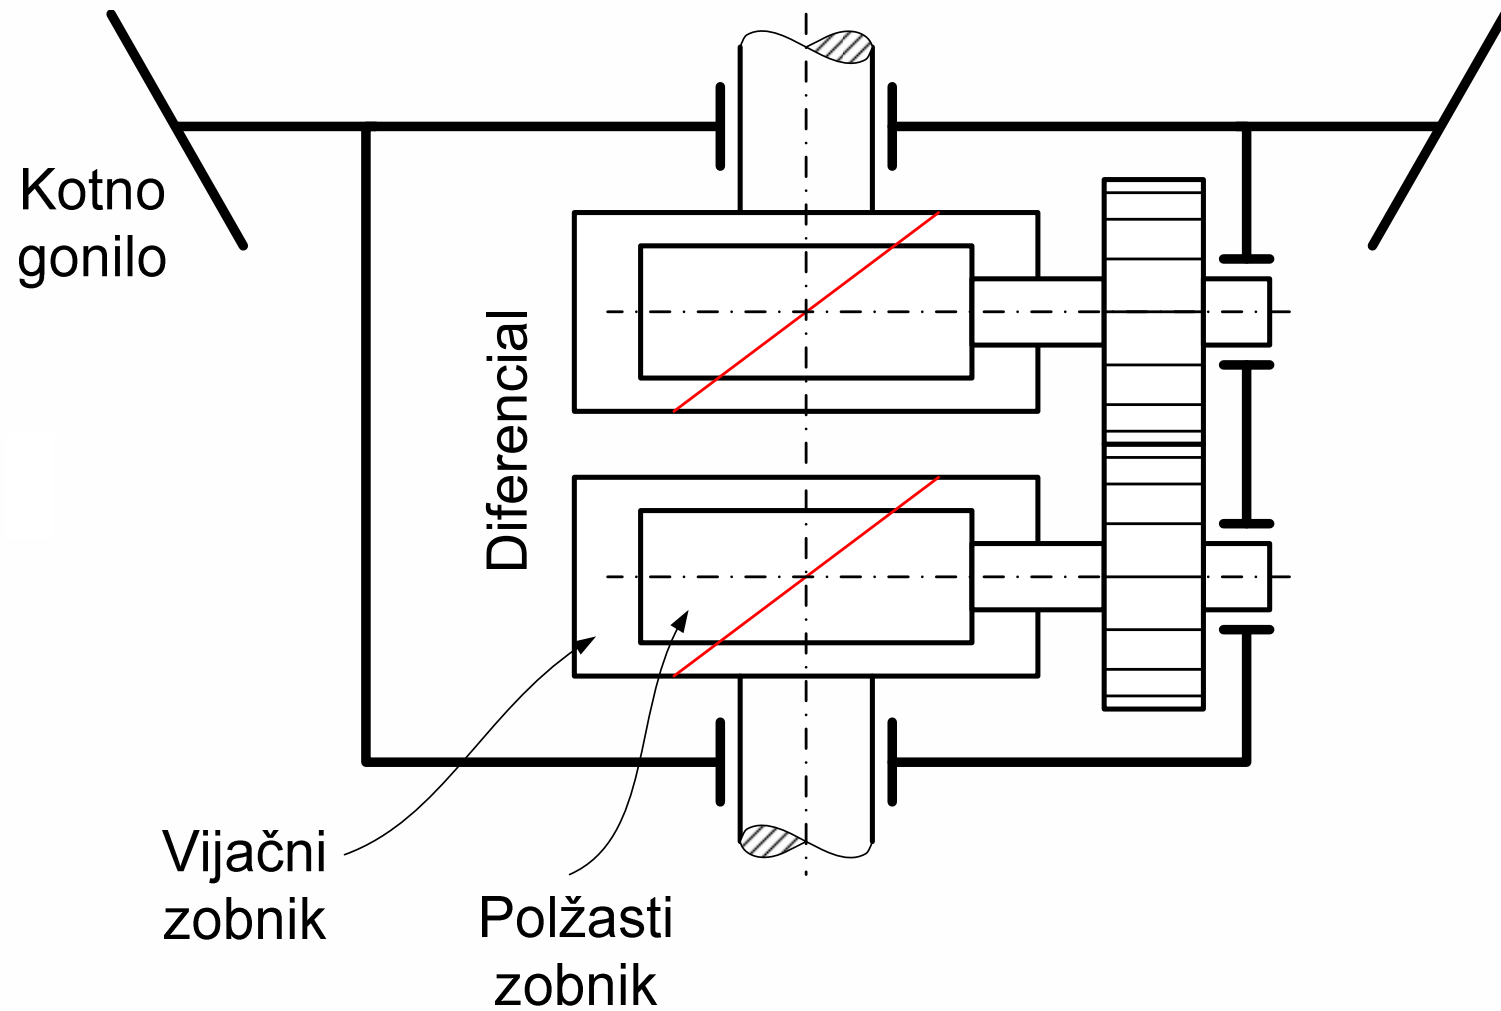 Kotno
gonilo
Diferencial
Vijačni
zobnik
Polžasti
zobnik